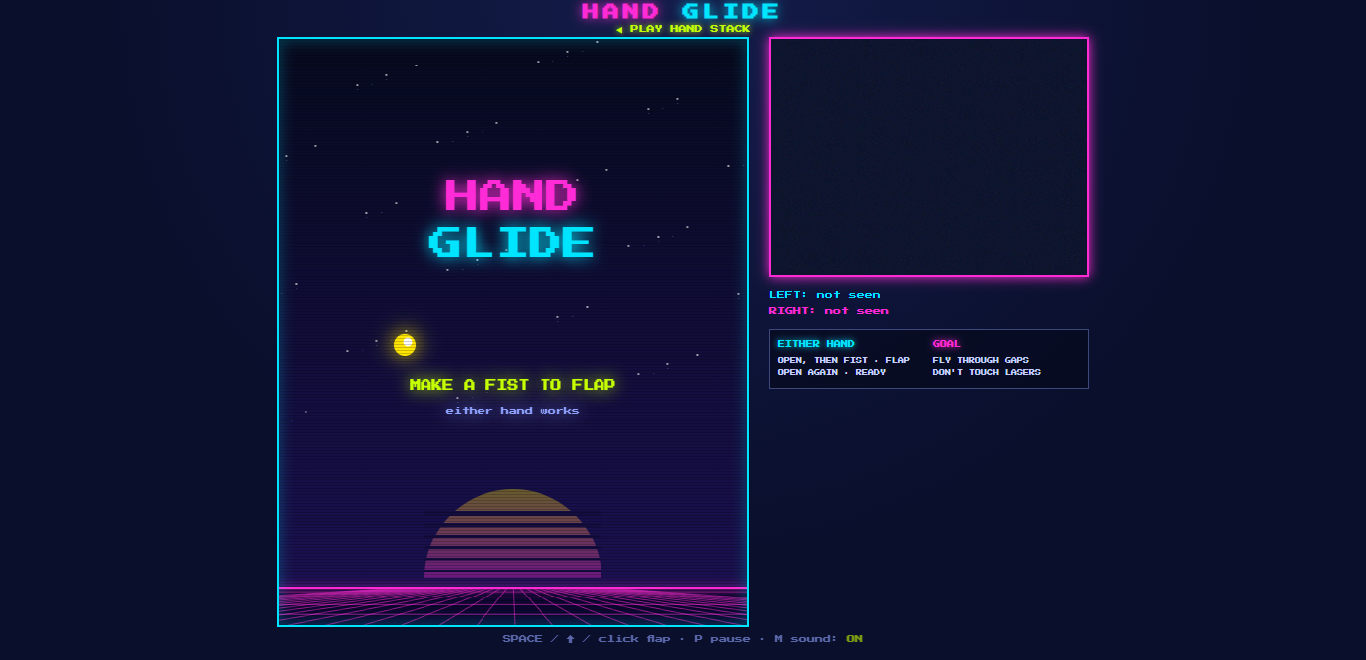 HAND GLIDE
◀ PLAY HAND STACK
HAND
GLIDE
MAKE A FIST TO FLAP
either hand works
LEFT: not seen
RIGHT: not seen
EITHER HAND
OPEN, THEN FIST · FLAP
OPEN AGAIN · READY
GOAL
FLY THROUGH GAPS
DON'T TOUCH LASERS
SPACE / ↑ / click flap · P pause · M sound: ON